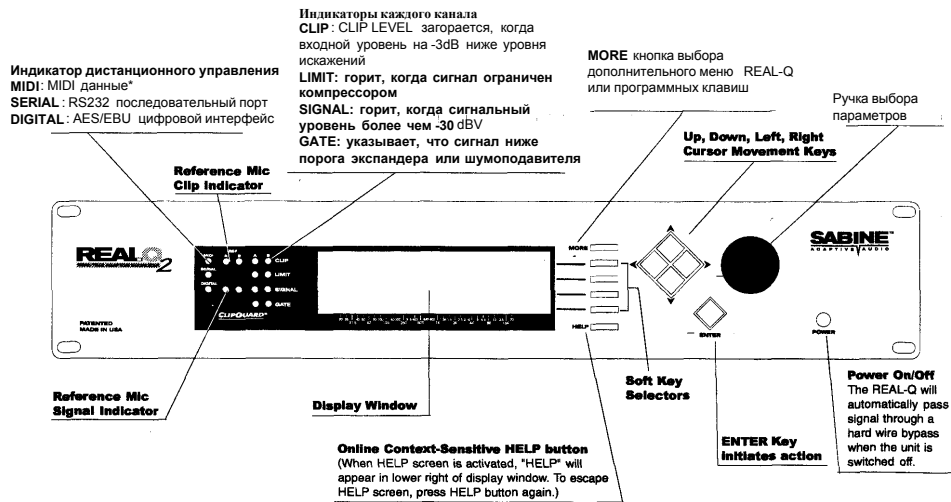 Индикаторы каждого канала
CLIP: CLIP LEVEL загорается, когда
входной уровень на -3dB ниже уровня
искажений
LIMIT: горит, когда сигнал ограничен
компрессором
SIGNAL: горит, когда сигнальный
уровень более чем -30 dBV
GATE: указывает, что сигнал ниже
порога экспандера или шумоподавителя
Индикатор дистанционного управления
MIDI: MIDI данные*
SERIAL: RS232 последовательный порт
DIGITAL: AES/EBU цифровой интерфейс
MORE кнопка выбора
дополнительного меню REAL-Q
или программных клавиш
Ручка выбора
параметров
Up, Down, Left, Right
Cursor Movement Keys
Reference Mic
Clip Indicator
REAL Q 2
PATENTED
MADE IN USA
MIDI
SERIAL
DIGITAL
REF
A B A B
CLIP
LIMIT
SIGNAL
GATE
CLIPGUARD
MORE
HELP
ENTER
SABINE™
ADAPTIVE AUDIO
POWER
Reference Mic
Signal Indicator
Display Window
Soft Key
Selectors
ENTER Key
initiates action
Power On/Off
The REAL-Q will
automatically pass
signal through a
hard wire bypass
when the unit is
switched off.
Online Context-Sensitive HELP button
(When HELP screen is activated, "HELP" will
appear in lower right of display window. To escape
HELP screen, press HELP button again.)